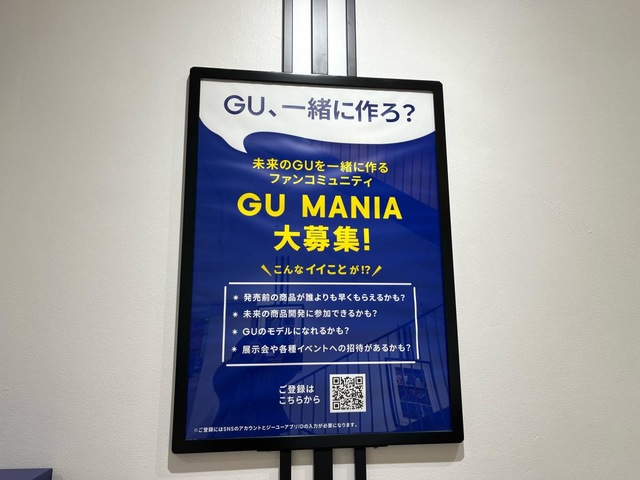 GU、一緒に作ろ?
未来のGUを一緒に作る
ファンコミュニティ
GU MANIA
大募集!
こんなイイことが!?
＊ 発売前の商品が誰よりも早くもらえるかも?
＊ 未来の商品開発に参加できるかも?
＊ GUのモデルになれるかも?
＊ 展示会や各種イベントへの招待があるかも?
ご登録は
こちらから
※ご登録にはSNSのアカウントとジーユーアプリIDの入力が必要になります。